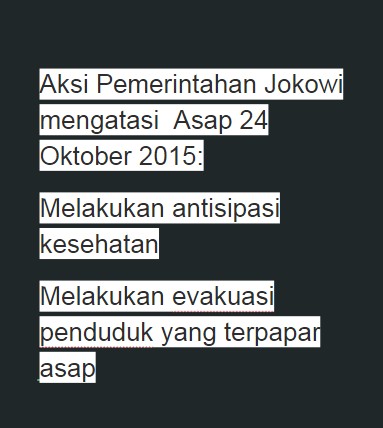 Aksi Pemerintahan Jokowi
mengatasi  Asap 24
Oktober 2015:
Melakukan antisipasi
kesehatan
Melakukan evakuasi
penduduk yang terpapar
asap